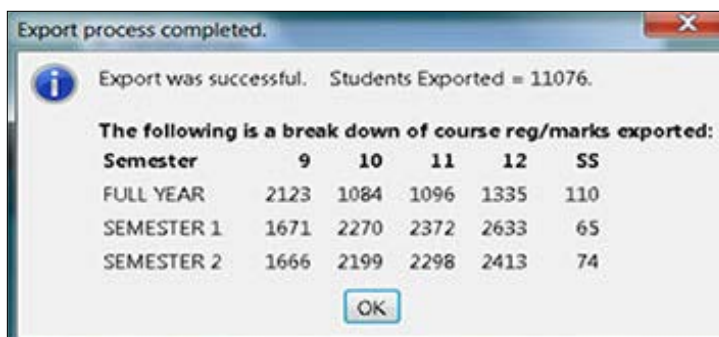 Export process completed.
Export was successful. Students Exported = 11076.
The following is a break down of course reg/marks exported:
Semester 9 10 11 12 SS
FULL YEAR 2123 1084 1096 1335 110
SEMESTER 1 1671 2270 2372 2633 65
SEMESTER 2 1666 2199 2298 2413 74
OK